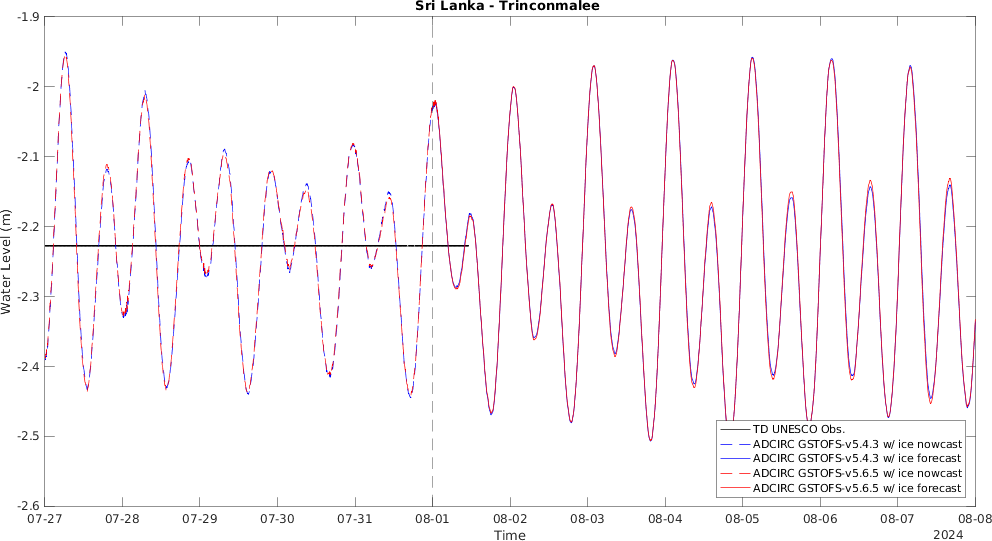 Sri Lanka - Trinconmalee
-1.9
-2
-2.1
-2.2
-2.3
-2.4
-2.5
-2.6
Water Level (m)
TD UNESCO Obs.
ADCIRC GSTOFS-v5.4.3 w/ ice nowcast
ADCIRC GSTOFS-v5.4.3 w/ ice forecast
ADCIRC GSTOFS-v5.6.5 w/ ice nowcast
ADCIRC GSTOFS-v5.6.5 w/ ice forecast
07-27 07-28 07-29 07-30 07-31 08-01 08-02 08-03 08-04 08-05 08-06 08-07 08-08
Time
2024